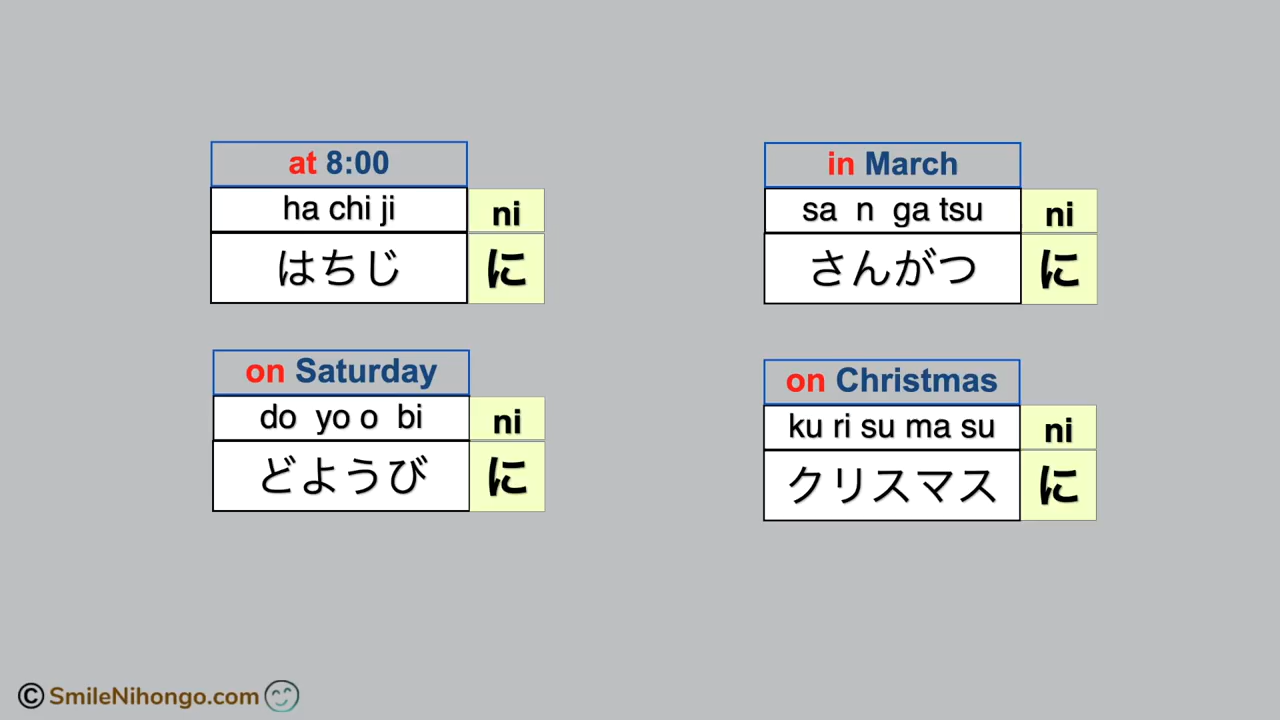 at 8:00
ha chi ji ni
はちじ に
in March
sa n ga tsu ni
さんがつ に
on Saturday
do yo o bi ni
どようび に
on Christmas
ku ri su ma su ni
クリスマス に
© SmileNihongo.com